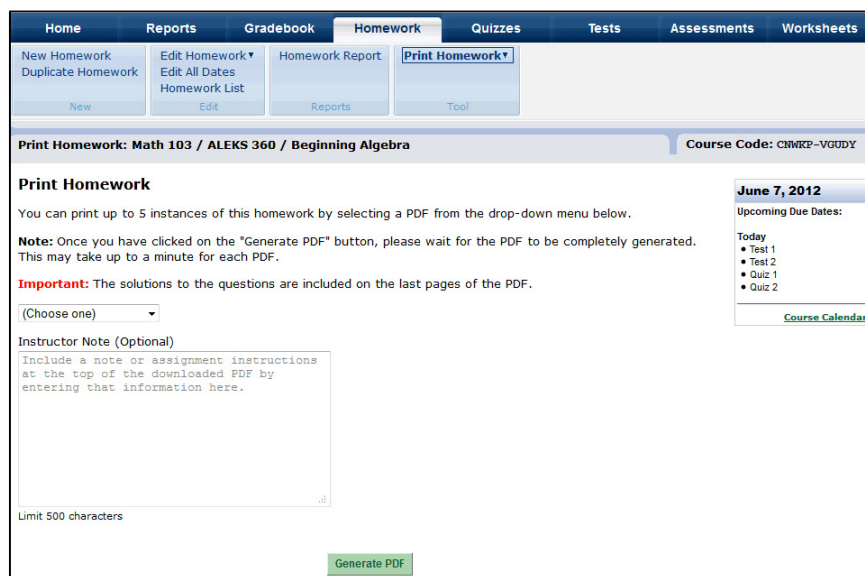 Home Reports Gradebook Homework Quizzes Tests Assessments Worksheets
New Homework Edit Homework▼ Homework Report Print Homework▼
Duplicate Homework Edit All Dates
Homework List
New Edit Reports Tool
Print Homework: Math 103 / ALEKS 360 / Beginning Algebra Course Code: CNWKP-VGUDY
Print Homework
You can print up to 5 instances of this homework by selecting a PDF from the drop-down menu below.
Note: Once you have clicked on the "Generate PDF" button, please wait for the PDF to be completely generated.
This may take up to a minute for each PDF.
Important: The solutions to the questions are included on the last pages of the PDF.
(Choose one)
Instructor Note (Optional)
Include a note or assignment instructions
at the top of the downloaded PDF by
entering that information here.
Limit 500 characters
Generate PDF
June 7, 2012
Upcoming Due Dates:
Today
• Test 1
• Test 2
• Quiz 1
• Quiz 2
Course Calendar